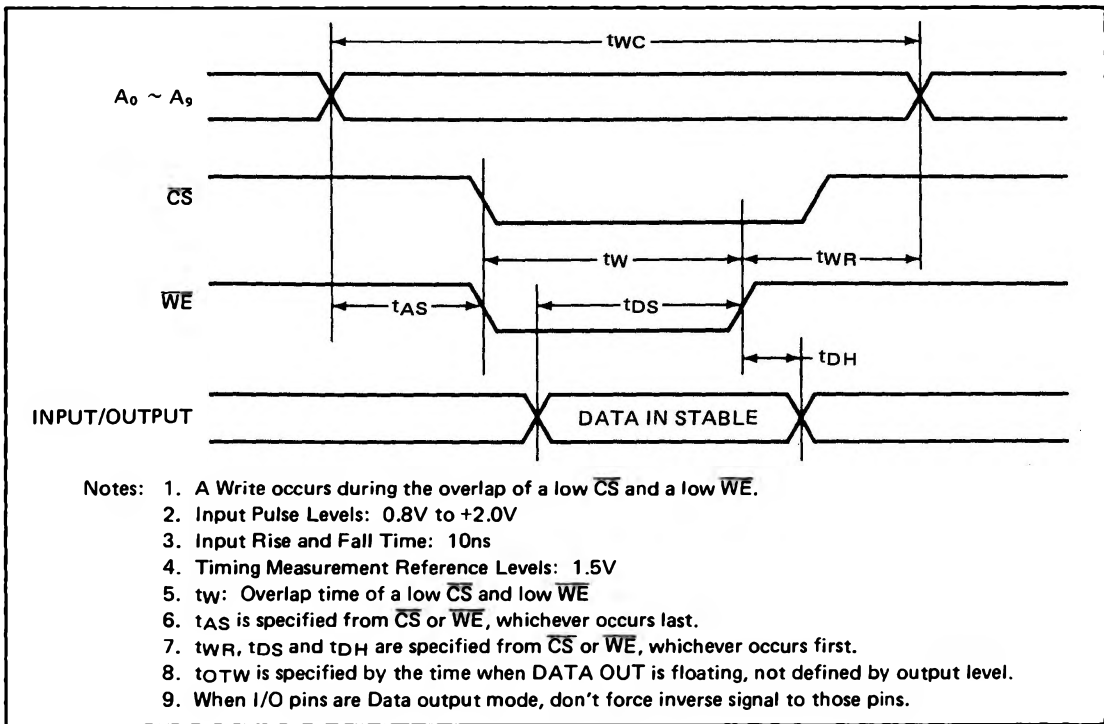 tWC
A0 ~ A9
CS
tW
tWR
WE
tAS
tDS
tDH
INPUT/OUTPUT
DATA IN STABLE
Notes: 1. A Write occurs during the overlap of a low CS and a low WE.
2. Input Pulse Levels: 0.8V to +2.0V
3. Input Rise and Fall Time: 10ns
4. Timing Measurement Reference Levels: 1.5V
5. tW: Overlap time of a low CS and low WE
6. tAS is specified from CS or WE, whichever occurs last.
7. tWR, tDS and tDH are specified from CS or WE, whichever occurs first.
8. tOTW is specified by the time when DATA OUT is floating, not defined by output level.
9. When I/O pins are Data output mode, don't force inverse signal to those pins.